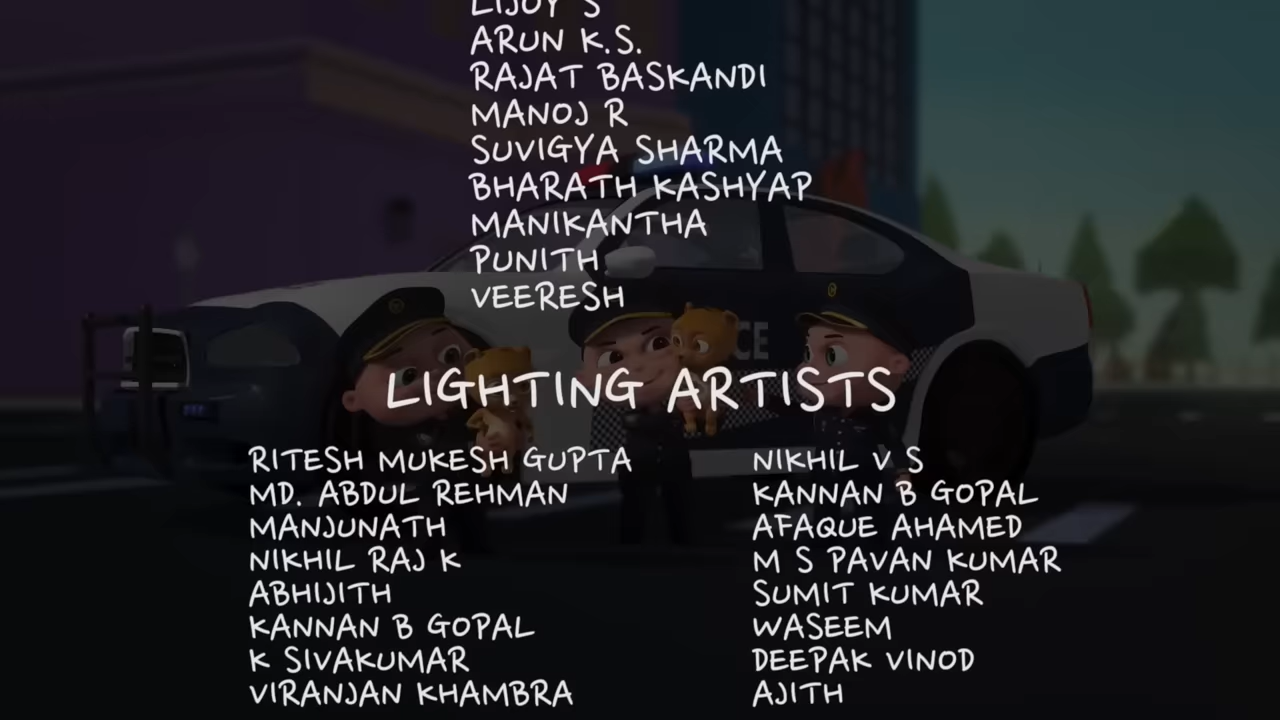 LIJOY S
ARUN K.S.
RAJAT BASKANDI
MANOJ R
SUVIGYA SHARMA
BHARATH KASHYAP
MANIKANTHA
PUNITH
VEERESH
CE
LIGHTING ARTISTS
RITESH MUKESH GUPTA
MD. ABDUL REHMAN
MANJUNATH
NIKHIL RAJ K
ABHIJITH
KANNAN B GOPAL
K SIVAKUMAR
VIRANJAN KHAMBRA
NIKHIL V S
KANNAN B GOPAL
AFAQUE AHAMED
M S PAVAN KUMAR
SUMIT KUMAR
WASEEM
DEEPAK VINOD
AJITH